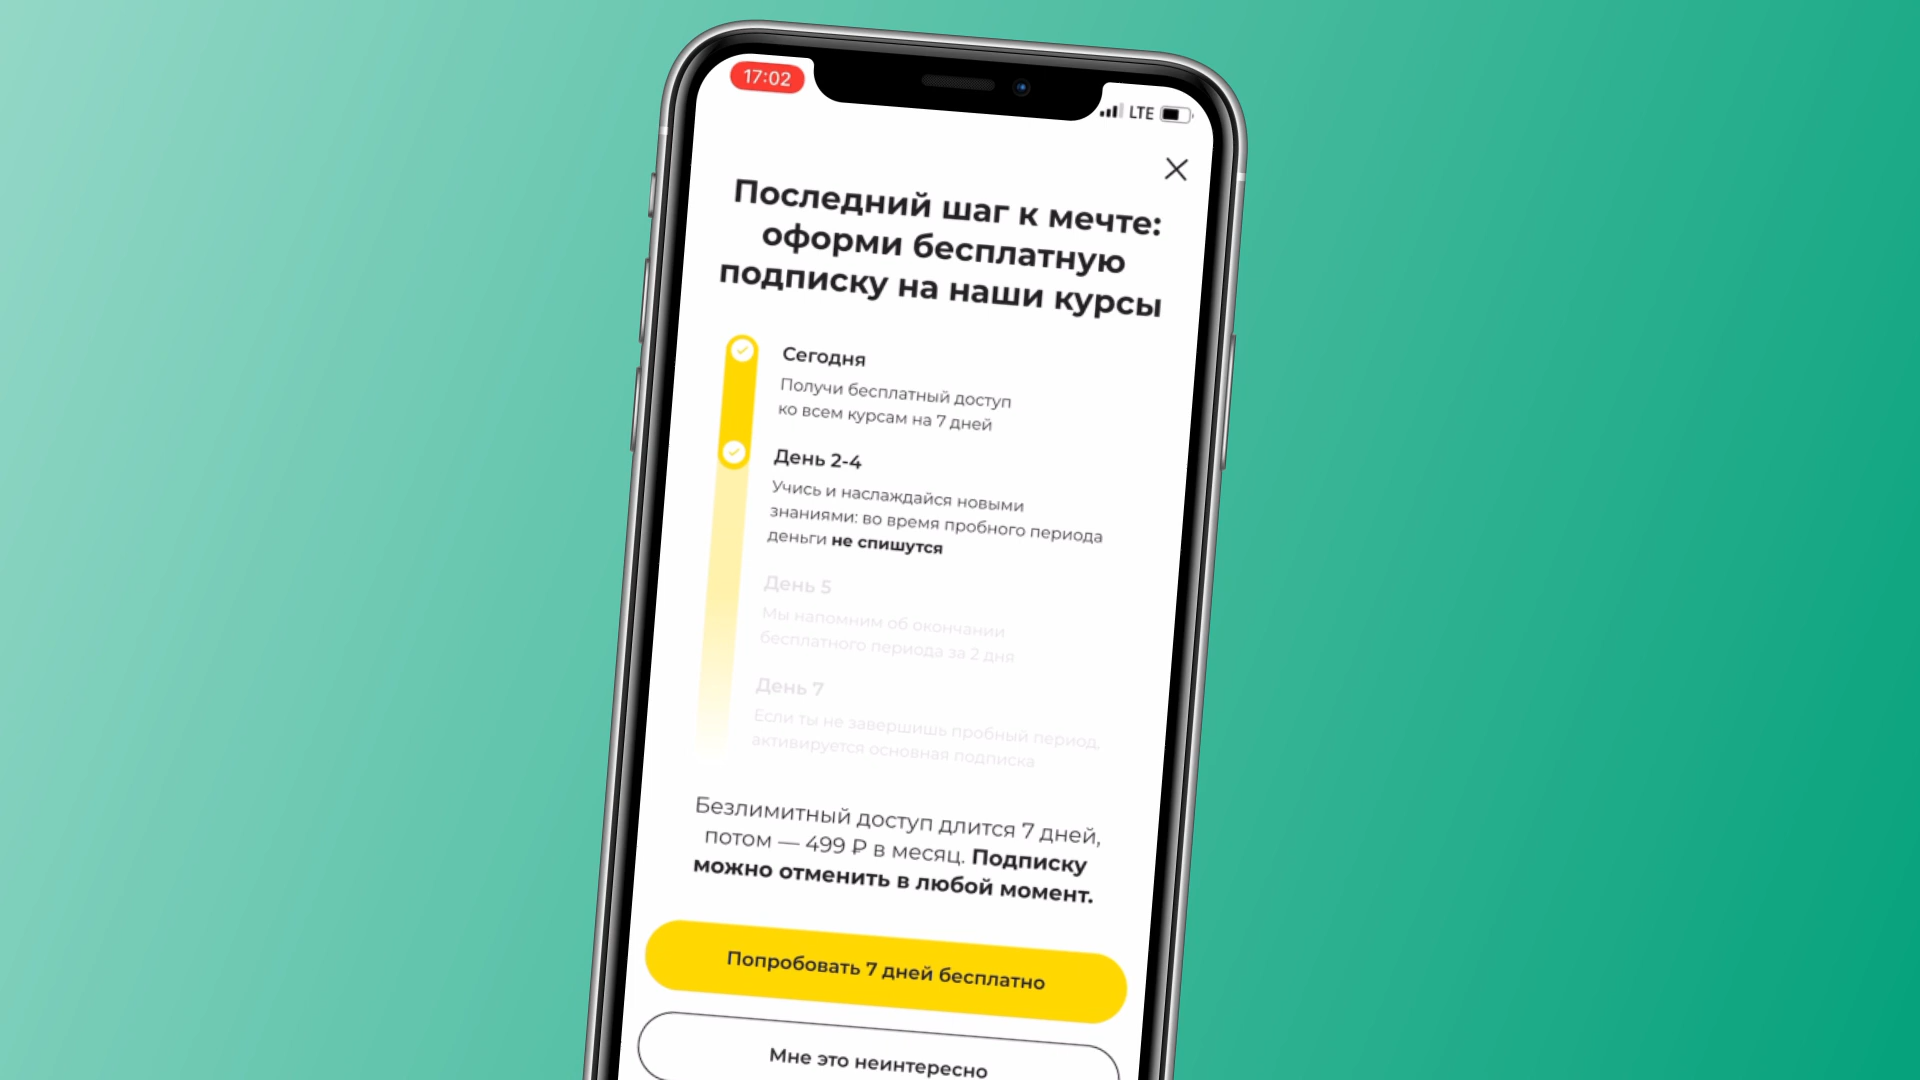 17:02
LTE
Последний шаг к мечте:
оформи бесплатную
подписку на наши курсы
Сегодня
Получи бесплатный доступ
ко всем курсам на 7 дней
День 2-4
Учись и наслаждайся новыми
знаниями: во время пробного периода
деньги не спишутся
День 5
Мы напомним об окончании
бесплатного периода за 2 дня
День 7
Если ты не завершишь пробный период,
активируется основная подписка
Безлимитный доступ длится 7 дней,
потом — 499 ₽ в месяц. Подписку
можно отменить в любой момент.
Попробовать 7 дней бесплатно
Мне это неинтересно